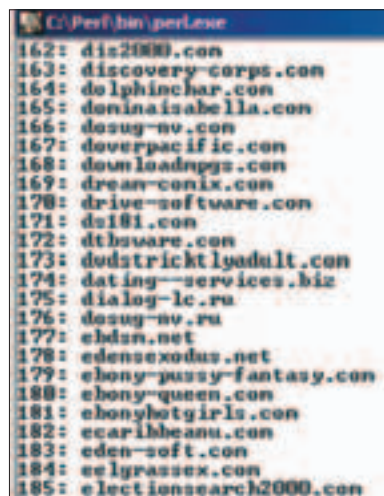 C:\Perl\bin\perl.exe
162: dis2000.com
163: discovery-corps.com
164: dolphinchar.com
165: dominaisabella.com
166: dosug-nv.com
167: doverpacific.com
168: downloadmpgs.com
169: dream-comix.com
170: drive-software.com
171: ds101.com
172: dthsware.com
173: dvdstricktlyadult.com
174: dating--services.biz
175: dialog-lc.ru
176: dosug-nv.ru
177: ebdsm.net
178: edensexodus.net
179: ebony-pussy-fantasy.com
180: ebony-queen.com
181: ebonyhotgirls.com
182: ecaribbeanu.com
183: eden-soft.com
184: eelgrassex.com
185: electionsearch2000.com